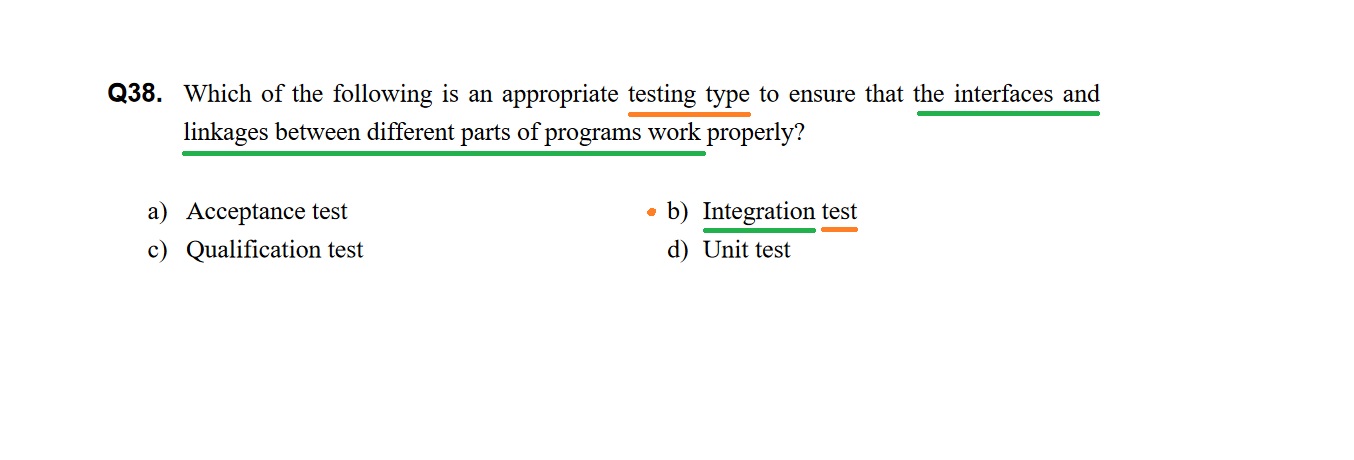 Q38. Which of the following is an appropriate testing type to ensure that the interfaces and
linkages between different parts of programs work properly?
a) Acceptance test b) Integration test
c) Qualification test d) Unit test